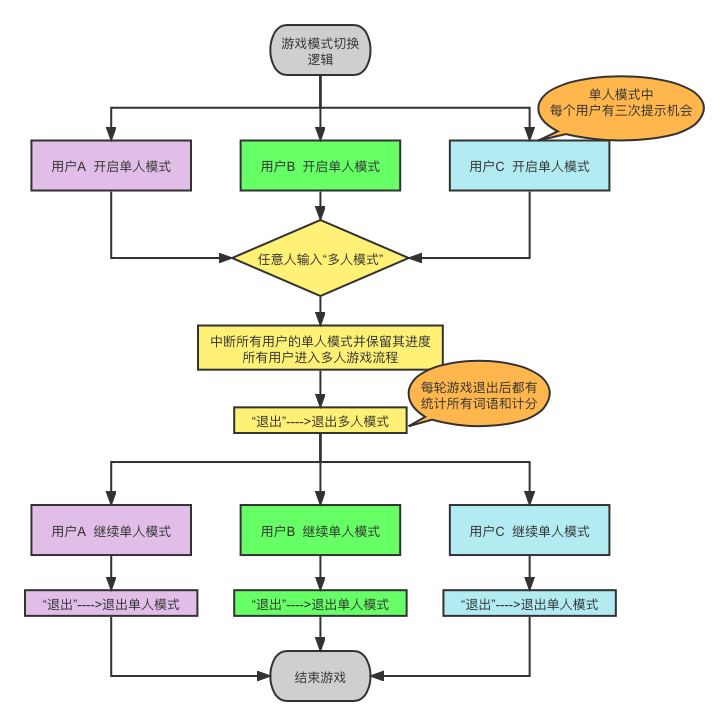 游戏模式切换
逻辑
单人模式中
每个用户有三次提示机会
用户A  开启单人模式
用户B  开启单人模式
用户C  开启单人模式
任意人输入“多人模式”
中断所有用户的单人模式并保留其进度
所有用户进入多人游戏流程
每轮游戏退出后都有
统计所有词语和计分
“退出”---->退出多人模式
用户A  继续单人模式
用户B  继续单人模式
用户C  继续单人模式
“退出”---->退出单人模式
“退出”---->退出单人模式
“退出”---->退出单人模式
结束游戏